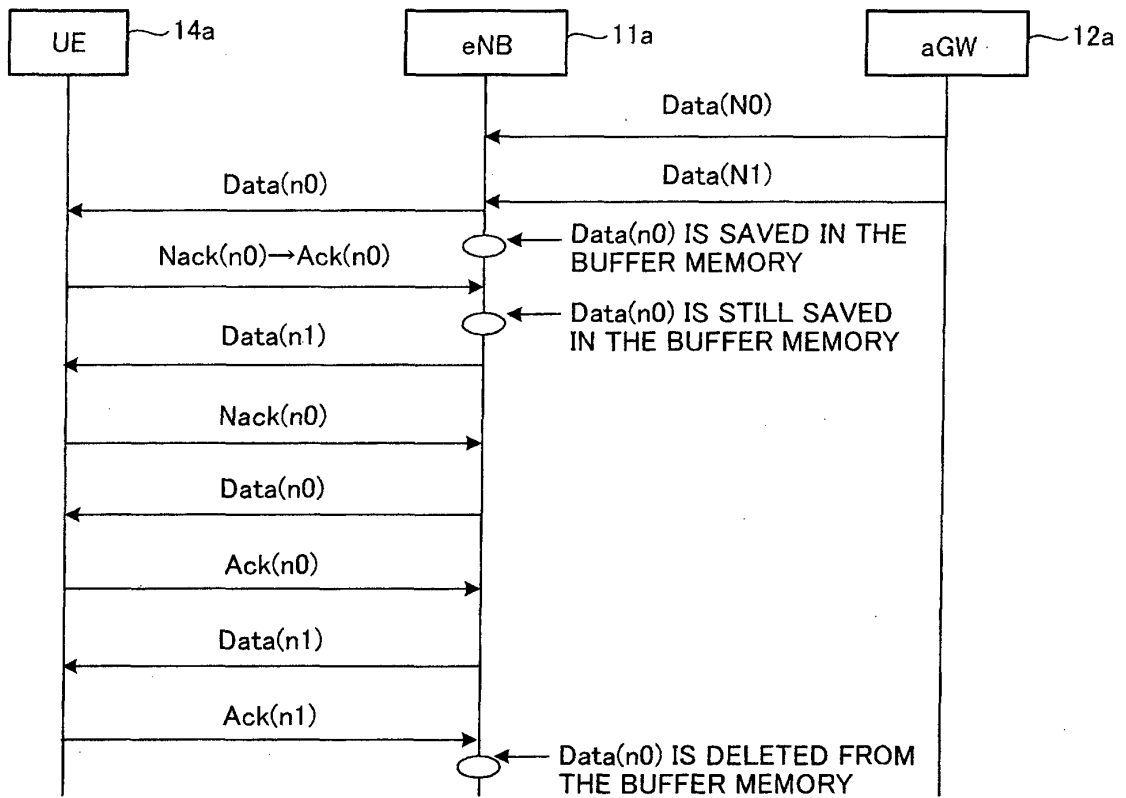 UE
14a
eNB
11a
aGW
12a
Data(N0)
Data(N1)
Data(n0)
Data(n0) IS SAVED IN THE
BUFFER MEMORY
Nack(n0)→Ack(n0)
Data(n0) IS STILL SAVED
IN THE BUFFER MEMORY
Data(n1)
Nack(n0)
Data(n0)
Ack(n0)
Data(n1)
Ack(n1)
Data(n0) IS DELETED FROM
THE BUFFER MEMORY